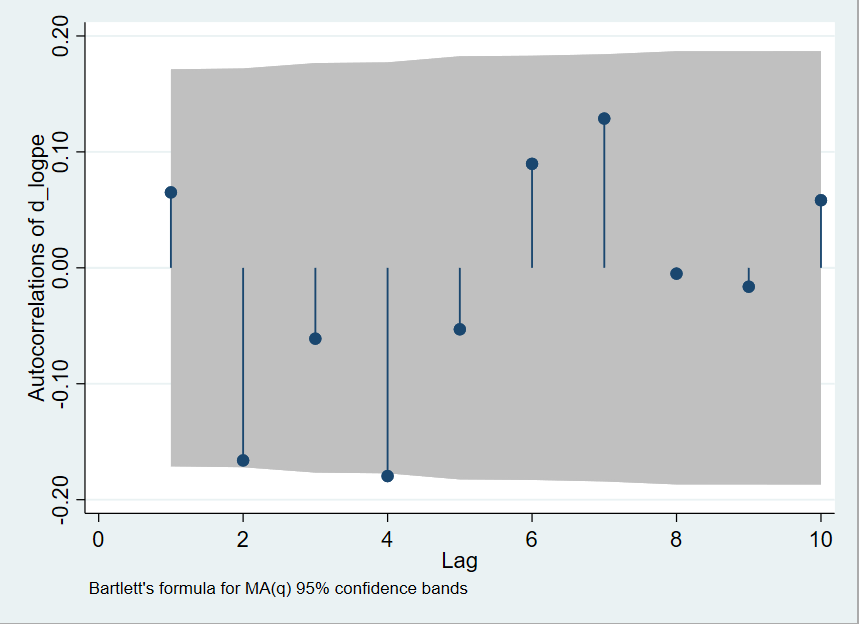 Autocorrelations of d_logpe
0.20
0.10
0.00
-0.10
-0.20
0 2 4 6 8 10
Lag
Bartlett's formula for MA(q) 95% confidence bands